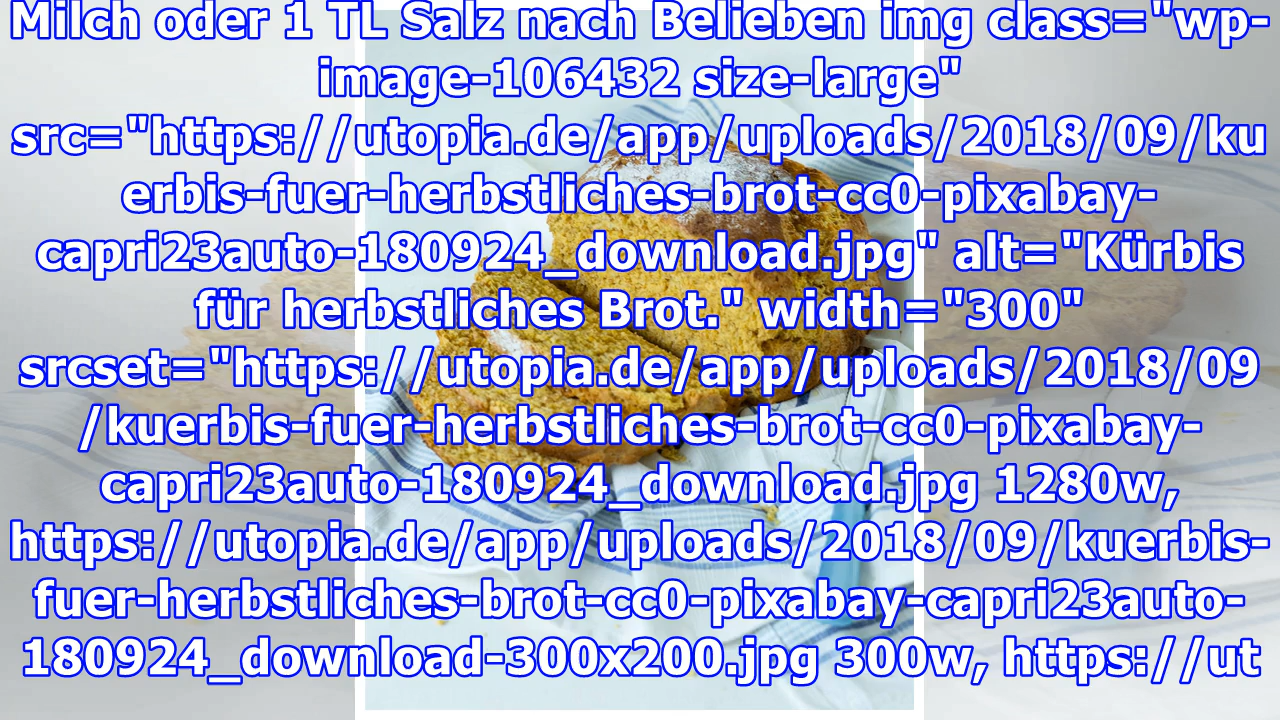 Milch oder 1 TL Salz nach Belieben img class="wp-
image-106432 size-large"
src="https://utopia.de/app/uploads/2018/09/ku
erbis-fuer-herbstliches-brot-cc0-pixabay-
capri23auto-180924_download.jpg" alt="Kürbis
für herbstliches Brot." width="300"
srcset="https://utopia.de/app/uploads/2018/09
/kuerbis-fuer-herbstliches-brot-cc0-pixabay-
capri23auto-180924_download.jpg 1280w,
https://utopia.de/app/uploads/2018/09/kuerbis-
fuer-herbstliches-brot-cc0-pixabay-capri23auto-
180924_download-300x200.jpg 300w, https://ut